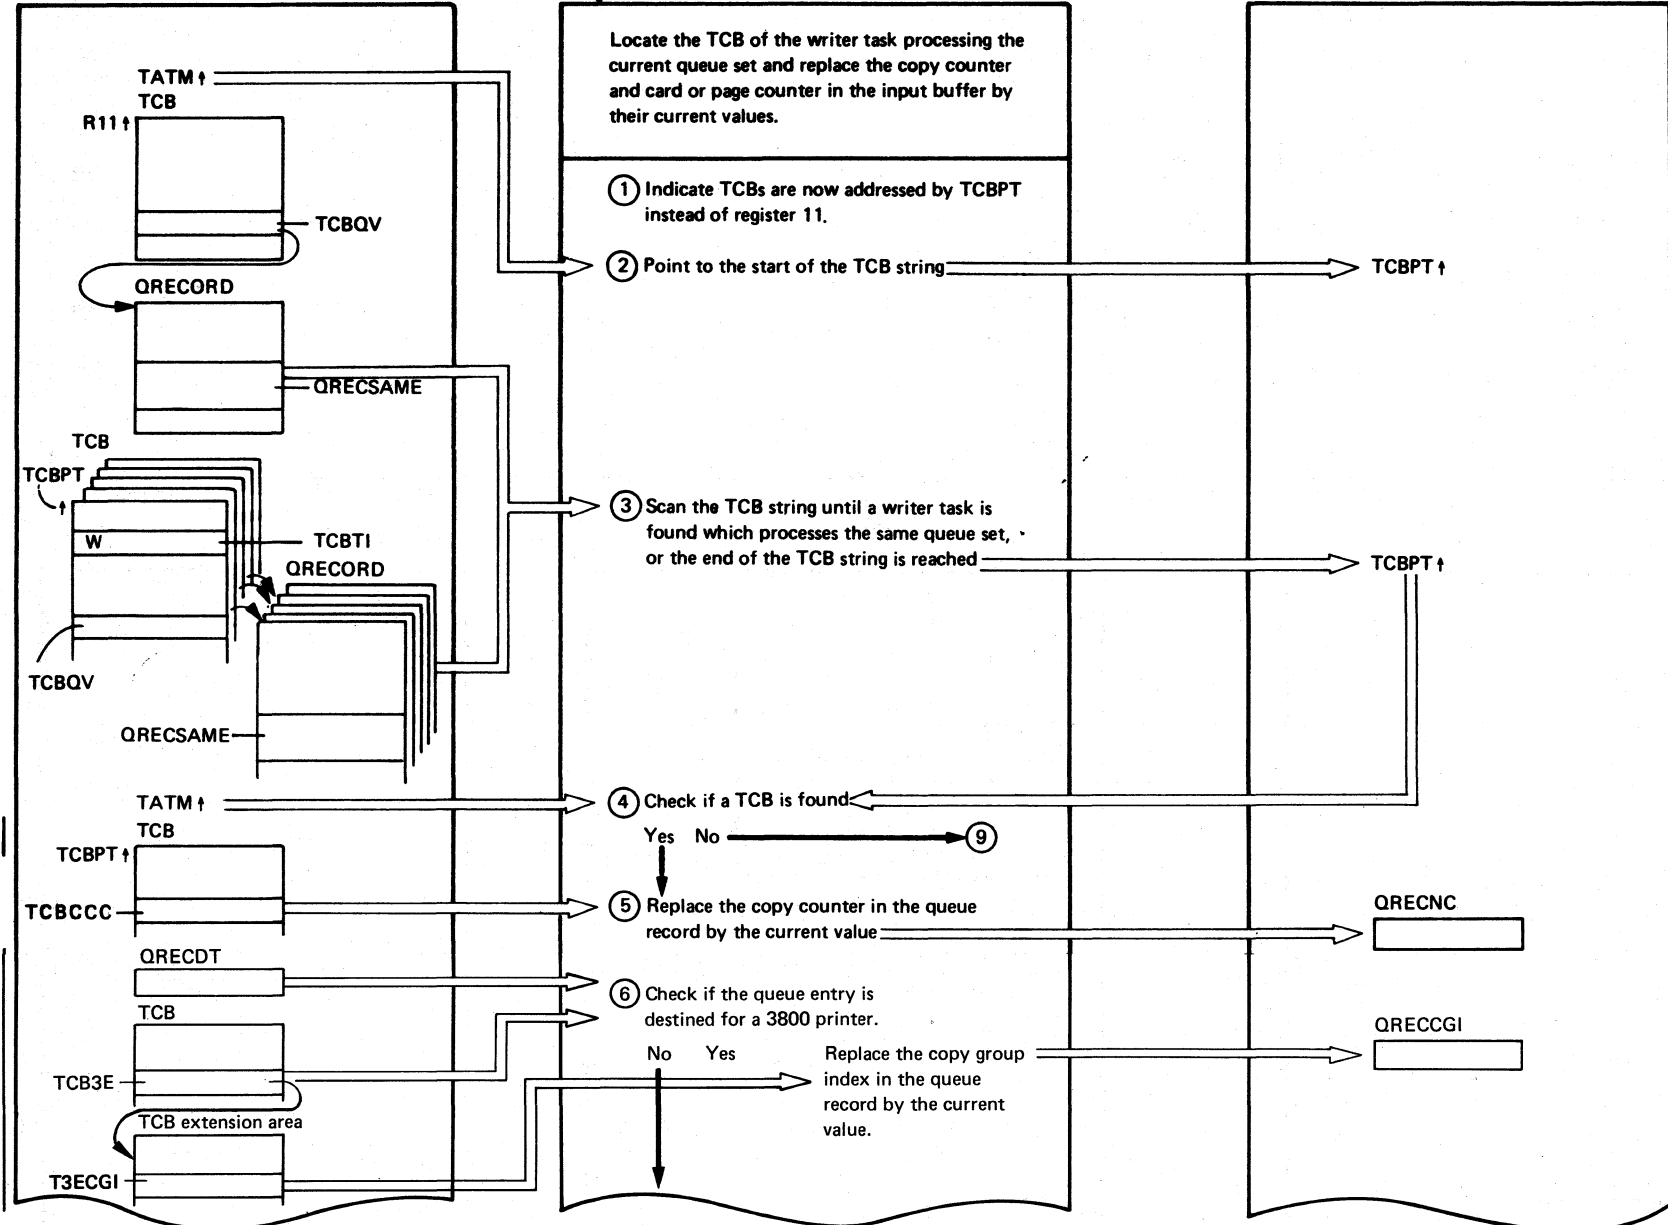 TATM↑
TCB
R11↑
TCBQV
QRECORD
QRECSAME
TCB
TCBPT
↑
W
TCBTI
QRECORD
TCBQV
QRECSAME
TATM↑
TCB
TCBPT↑
TCBCCC
QRECDT
TCB
TCB3E
TCB extension area
T3ECGI
Locate the TCB of the writer task processing the
current queue set and replace the copy counter
and card or page counter in the input buffer by
their current values.
1 Indicate TCBs are now addressed by TCBPT
instead of register 11.
2 Point to the start of the TCB string
3 Scan the TCB string until a writer task is
found which processes the same queue set,
or the end of the TCB string is reached
4 Check if a TCB is found
Yes No 9
5 Replace the copy counter in the queue
record by the current value
6 Check if the queue entry is
destined for a 3800 printer.
No Yes
Replace the copy group
index in the queue
record by the current
value.
TCBPT↑
TCBPT↑
QRECNC
QRECCGI